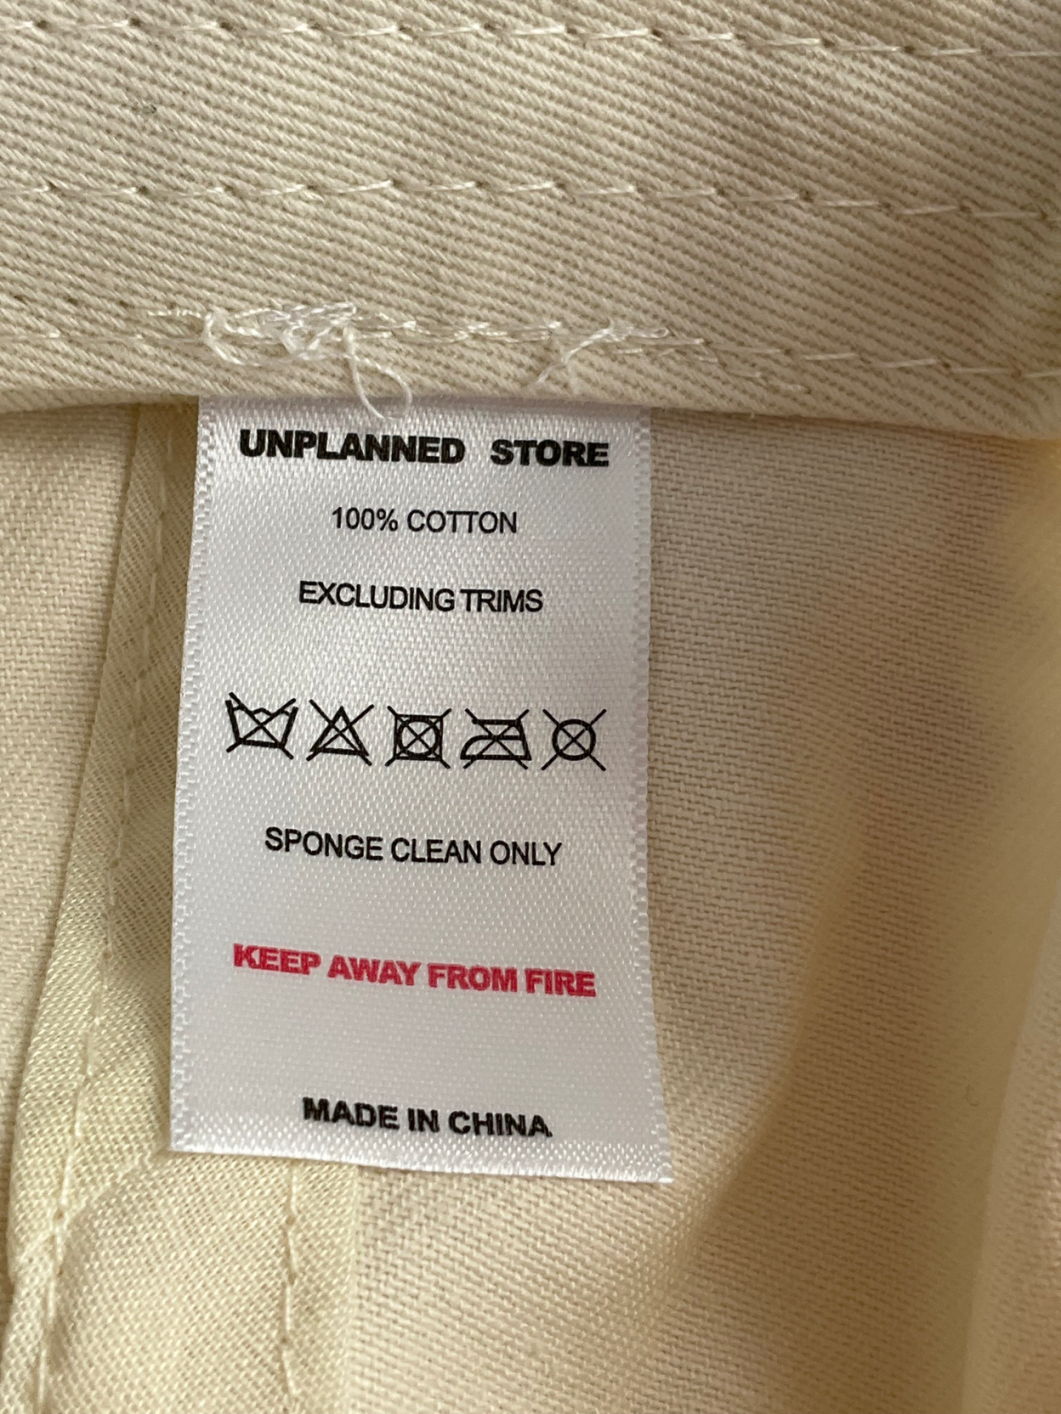 UNPLANNED STORE
100% COTTON
EXCLUDING TRIMS
SPONGE CLEAN ONLY
KEEP AWAY FROM FIRE
MADE IN CHINA